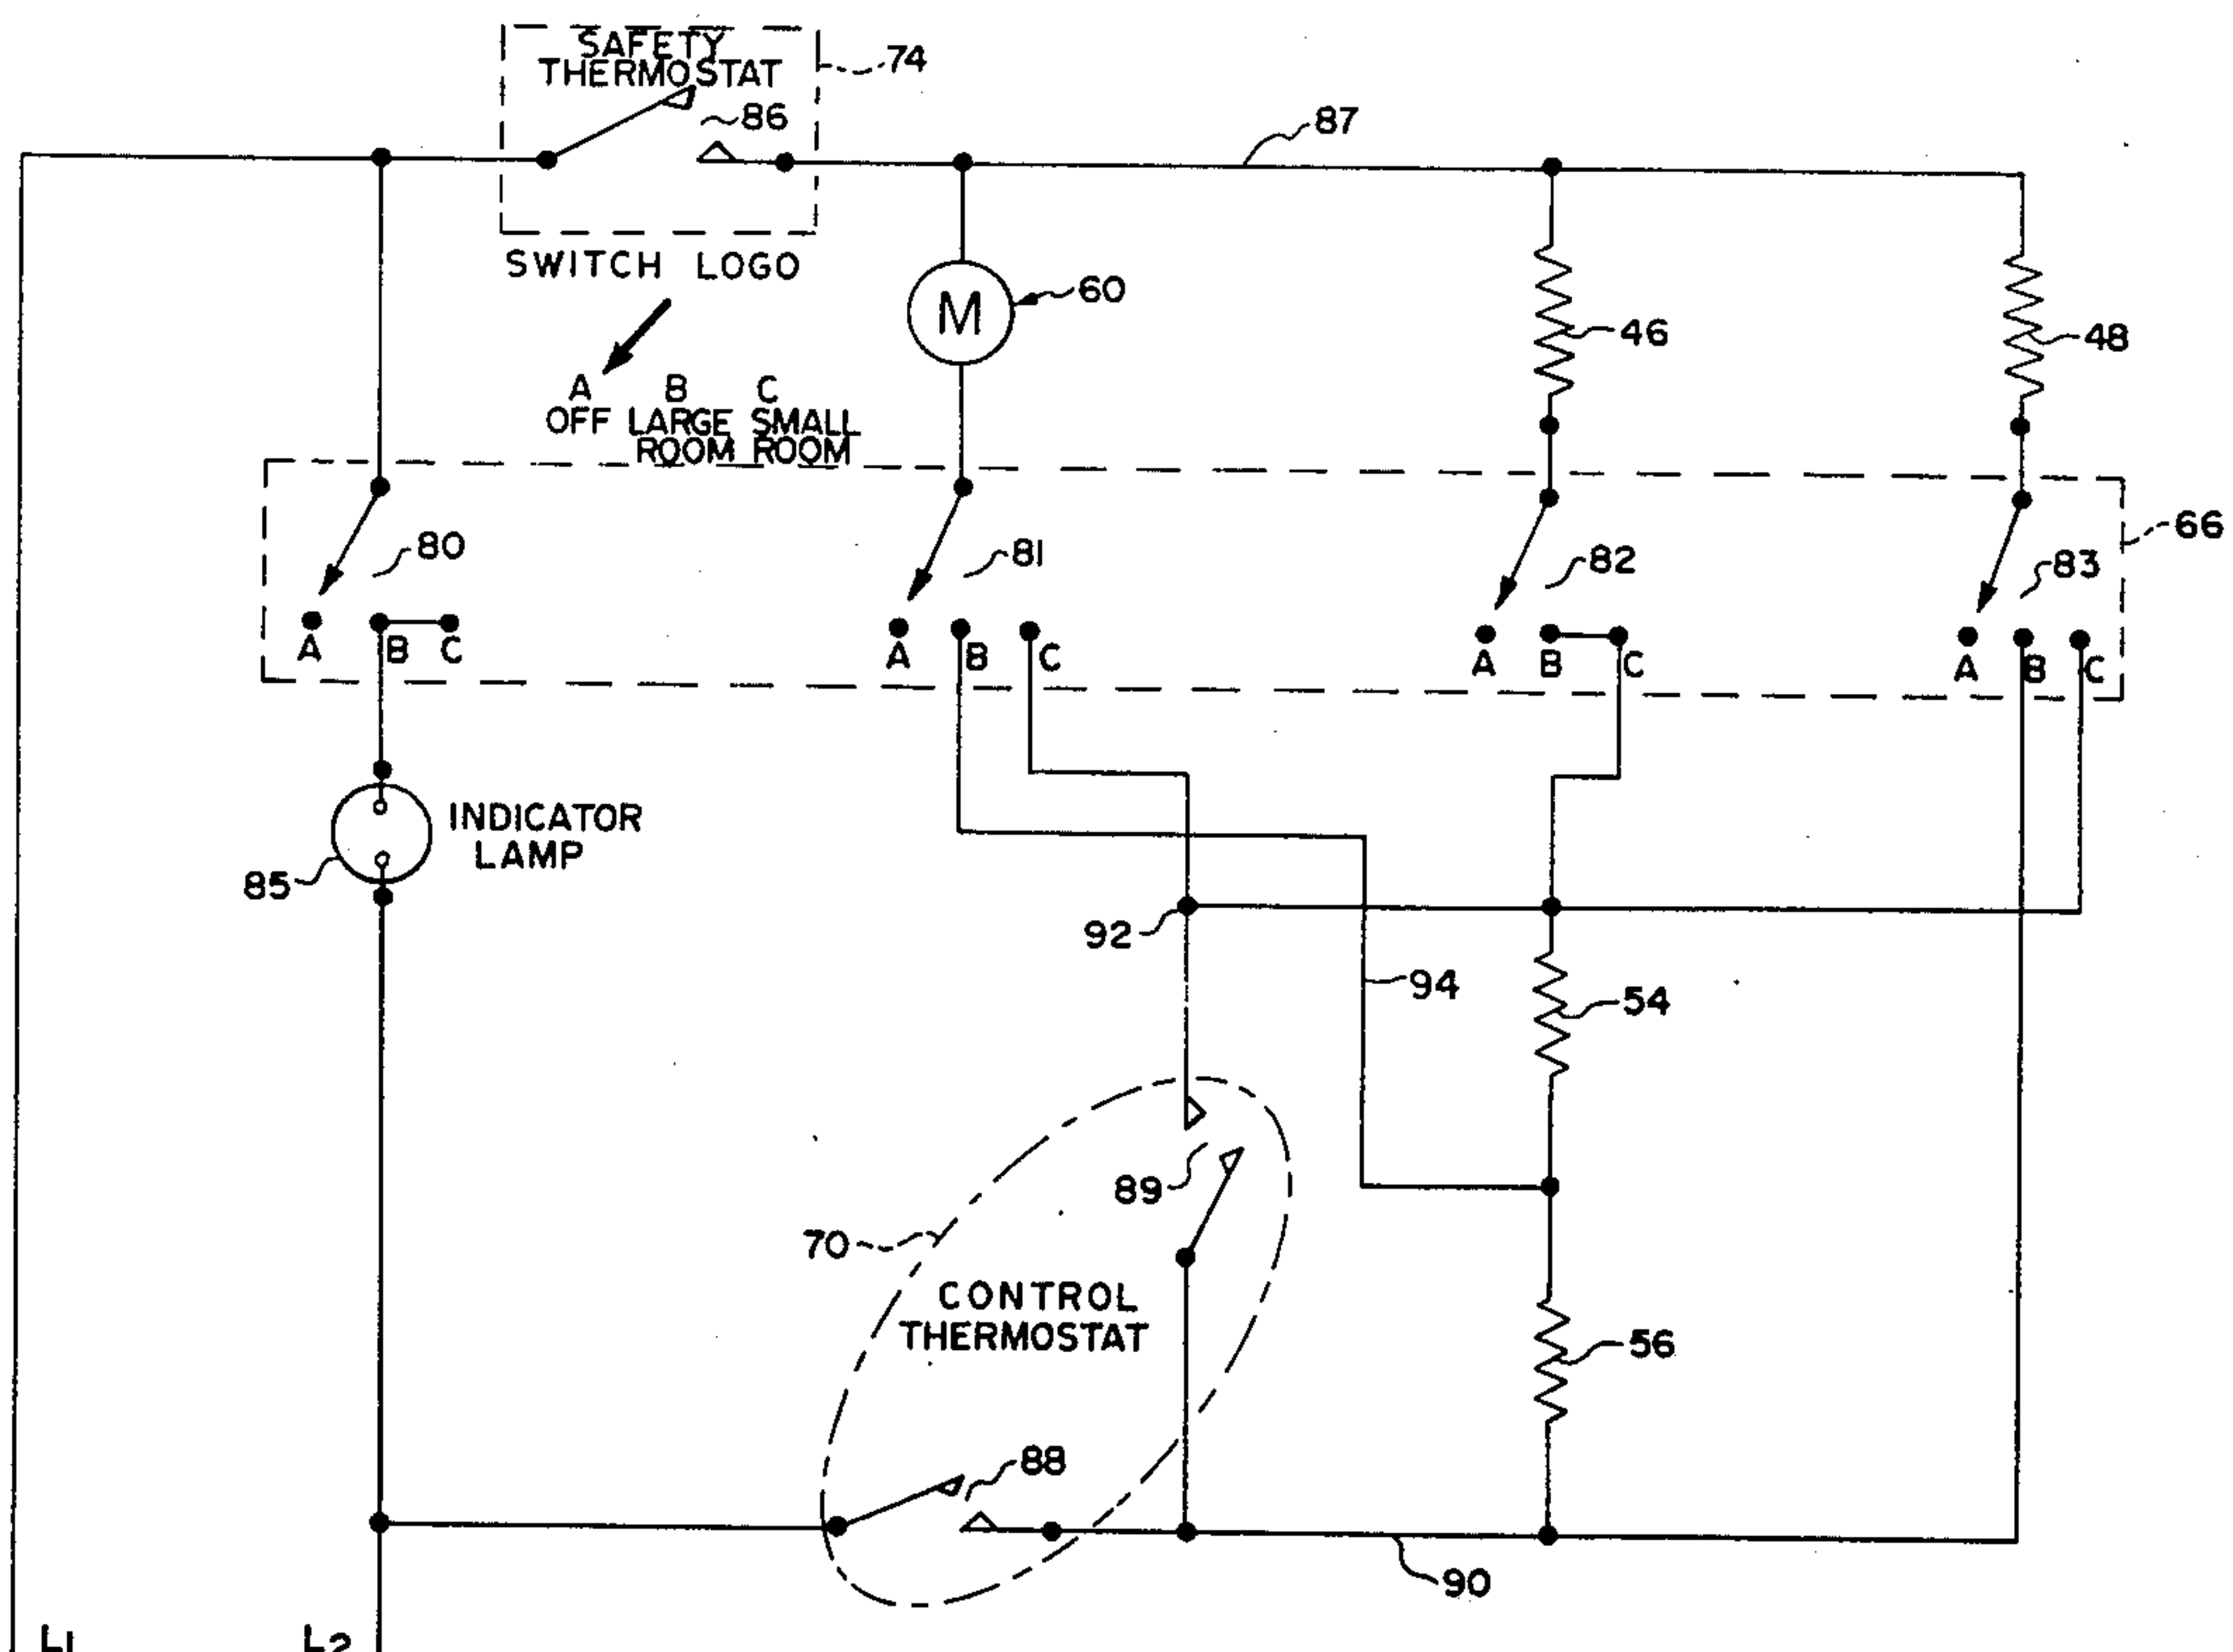 SAFETY
THERMOSTAT
74
86
87
SWITCH LOGO
M
60
46
48
A B C
OFF LARGE SMALL
ROOM ROOM
66
80
81
82
83
A B C
A B C
A B C
A B C
INDICATOR
LAMP
85
92
94
54
89
70
CONTROL
THERMOSTAT
56
88
90
L1
L2